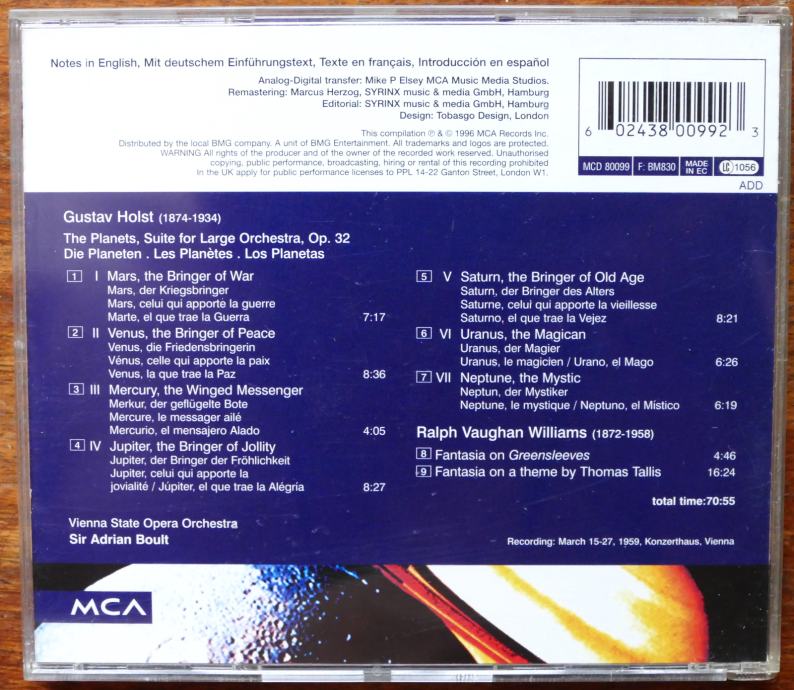 Notes in English, Mit deutschem Einführungstext, Texte en français, Introducción en español
Analog-Digital transfer: Mike P Elsey MCA Music Media Studios.
Remastering: Marcus Herzog, SYRINX music & media GmbH, Hamburg
Editorial: SYRINX music & media GmbH, Hamburg
Design: Tobasgo Design, London
This compilation ℗ & © 1996 MCA Records Inc.
Distributed by the local BMG company. A unit of BMG Entertainment. All trademarks and logos are protected.
WARNING All rights of the producer and of the owner of the recorded work reserved. Unauthorised
copying, public performance, broadcasting, hiring or rental of this recording prohibited
In the UK apply for public performance licenses to PPL 14-22 Ganton Street, London W1.
6 02438 00992 3
MCD 80099 F: BM830 MADE IN EC LC 1056
ADD
Gustav Holst (1874-1934)
The Planets, Suite for Large Orchestra, Op. 32
Die Planeten . Les Planètes . Los Planetas
1 I Mars, the Bringer of War
Mars, der Kriegsbringer
Mars, celui qui apporte la guerre
Marte, el que trae la Guerra 7:17
2 II Venus, the Bringer of Peace
Venus, die Friedensbringerin
Vénus, celle qui apporte la paix
Venus, la que trae la Paz 8:36
3 III Mercury, the Winged Messenger
Merkur, der geflügelte Bote
Mercure, le messager ailé
Mercurio, el mensajero Alado 4:05
4 IV Jupiter, the Bringer of Jollity
Jupiter, der Bringer der Fröhlichkeit
Jupiter, celui qui apporte la
jovialité / Júpiter, el que trae la Alégría 8:27
5 V Saturn, the Bringer of Old Age
Saturn, der Bringer des Alters
Saturne, celui qui apporte la vieillesse
Saturno, el que trae la Vejez 8:21
6 VI Uranus, the Magican
Uranus, der Magier
Uranus, le magicien / Urano, el Mago 6:26
7 VII Neptune, the Mystic
Neptun, der Mystiker
Neptune, le mystique / Neptuno, el Místico 6:19
Ralph Vaughan Williams (1872-1958)
8 Fantasia on Greensleeves 4:46
9 Fantasia on a theme by Thomas Tallis 16:24
total time:70:55
Vienna State Opera Orchestra
Sir Adrian Boult
Recording: March 15-27, 1959, Konzerthaus, Vienna
MCA